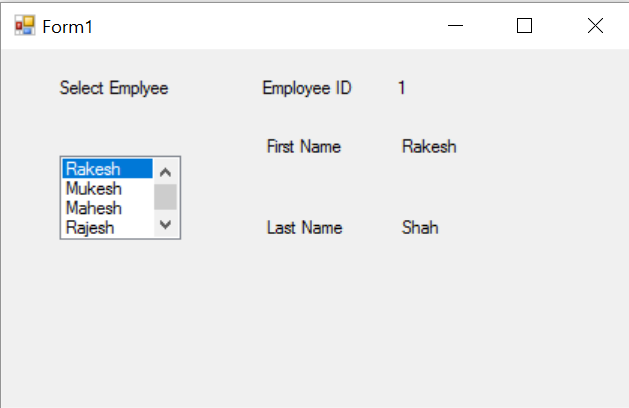 Form1
Select Emplyee
Employee ID 1
First Name Rakesh
Rakesh
Mukesh
Mahesh
Rajesh
Last Name Shah